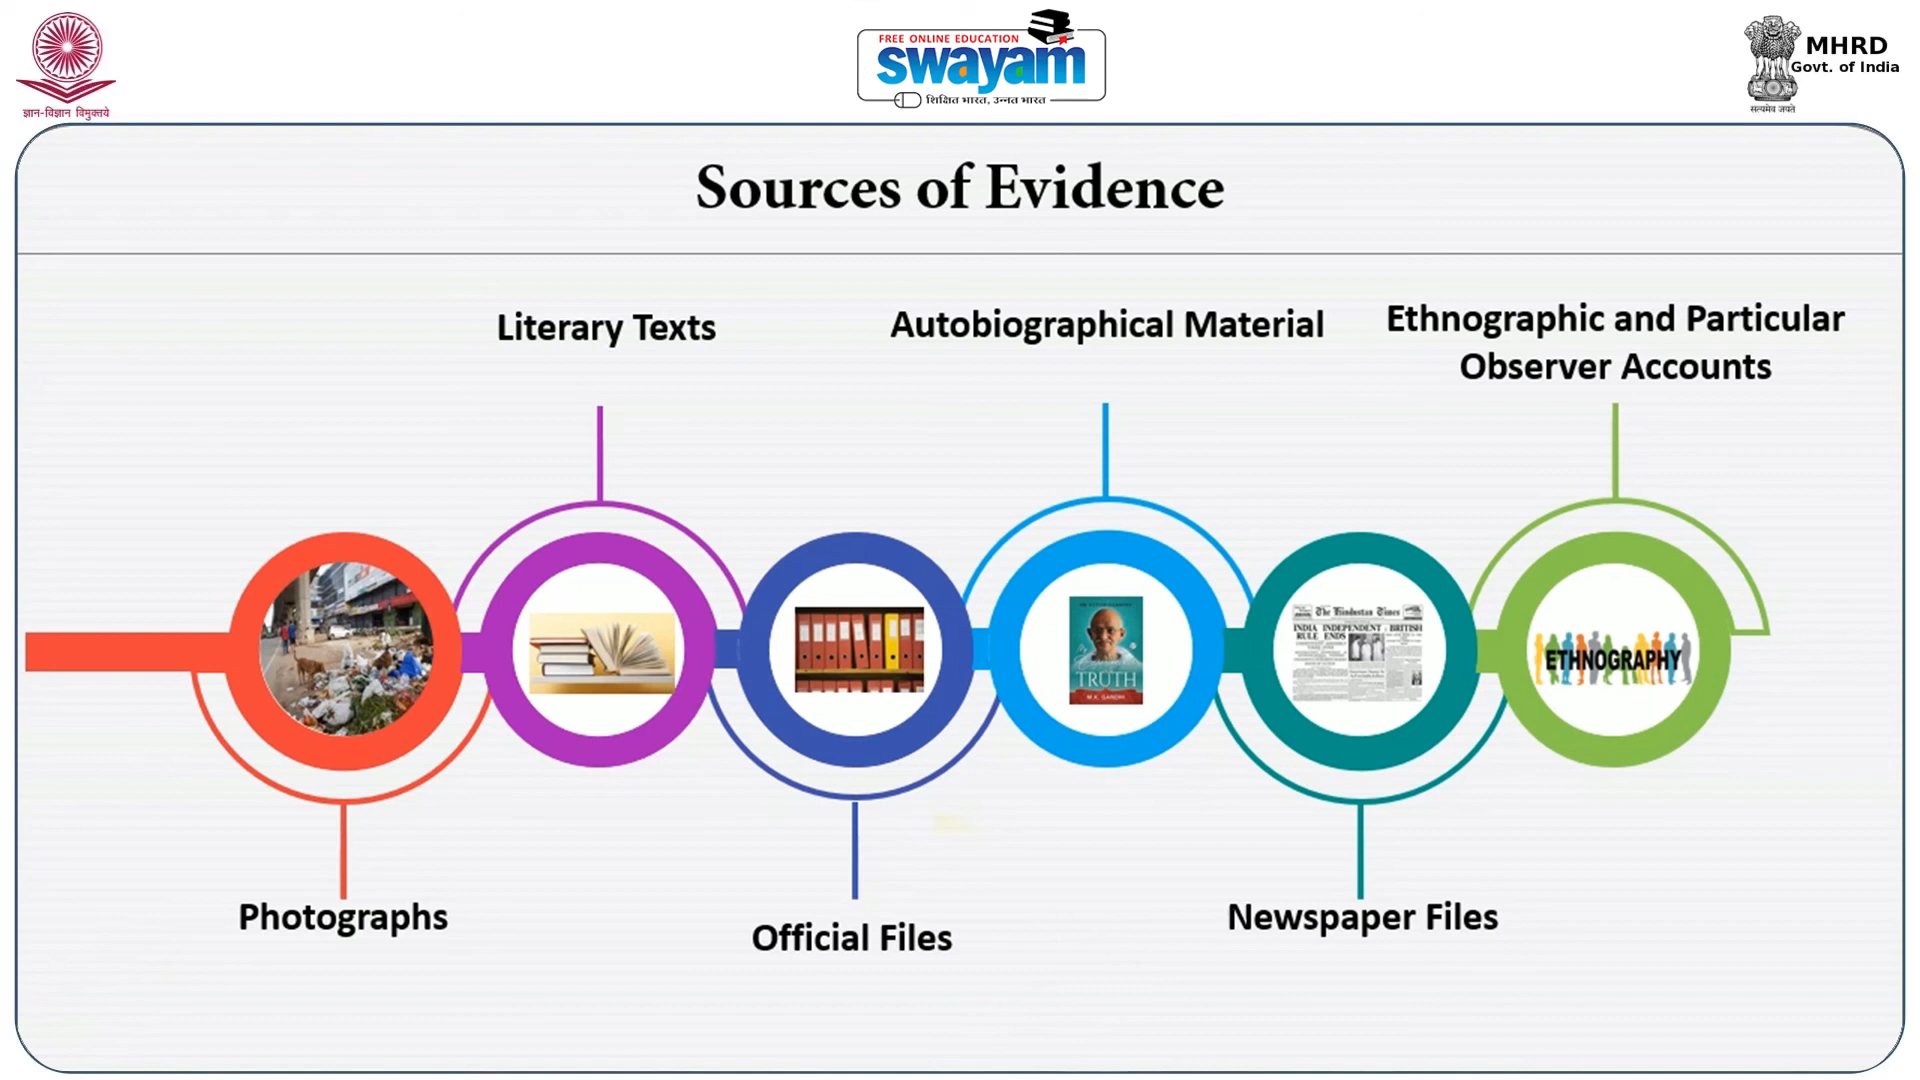 ज्ञान-विज्ञान विमुक्तये
FREE ONLINE EDUCATION
swayam
शिक्षित भारत, उन्नत भारत
MHRD
Govt. of India
सत्यमेव जयते
Sources of Evidence
Literary Texts
Autobiographical Material
Ethnographic and Particular
Observer Accounts
The Hindustan Times
INDIA INDEPENDENT : BRITISH
RULE ENDS
TRUTH
M.K. GANDHI
ETHNOGRAPHY
Photographs
Official Files
Newspaper Files